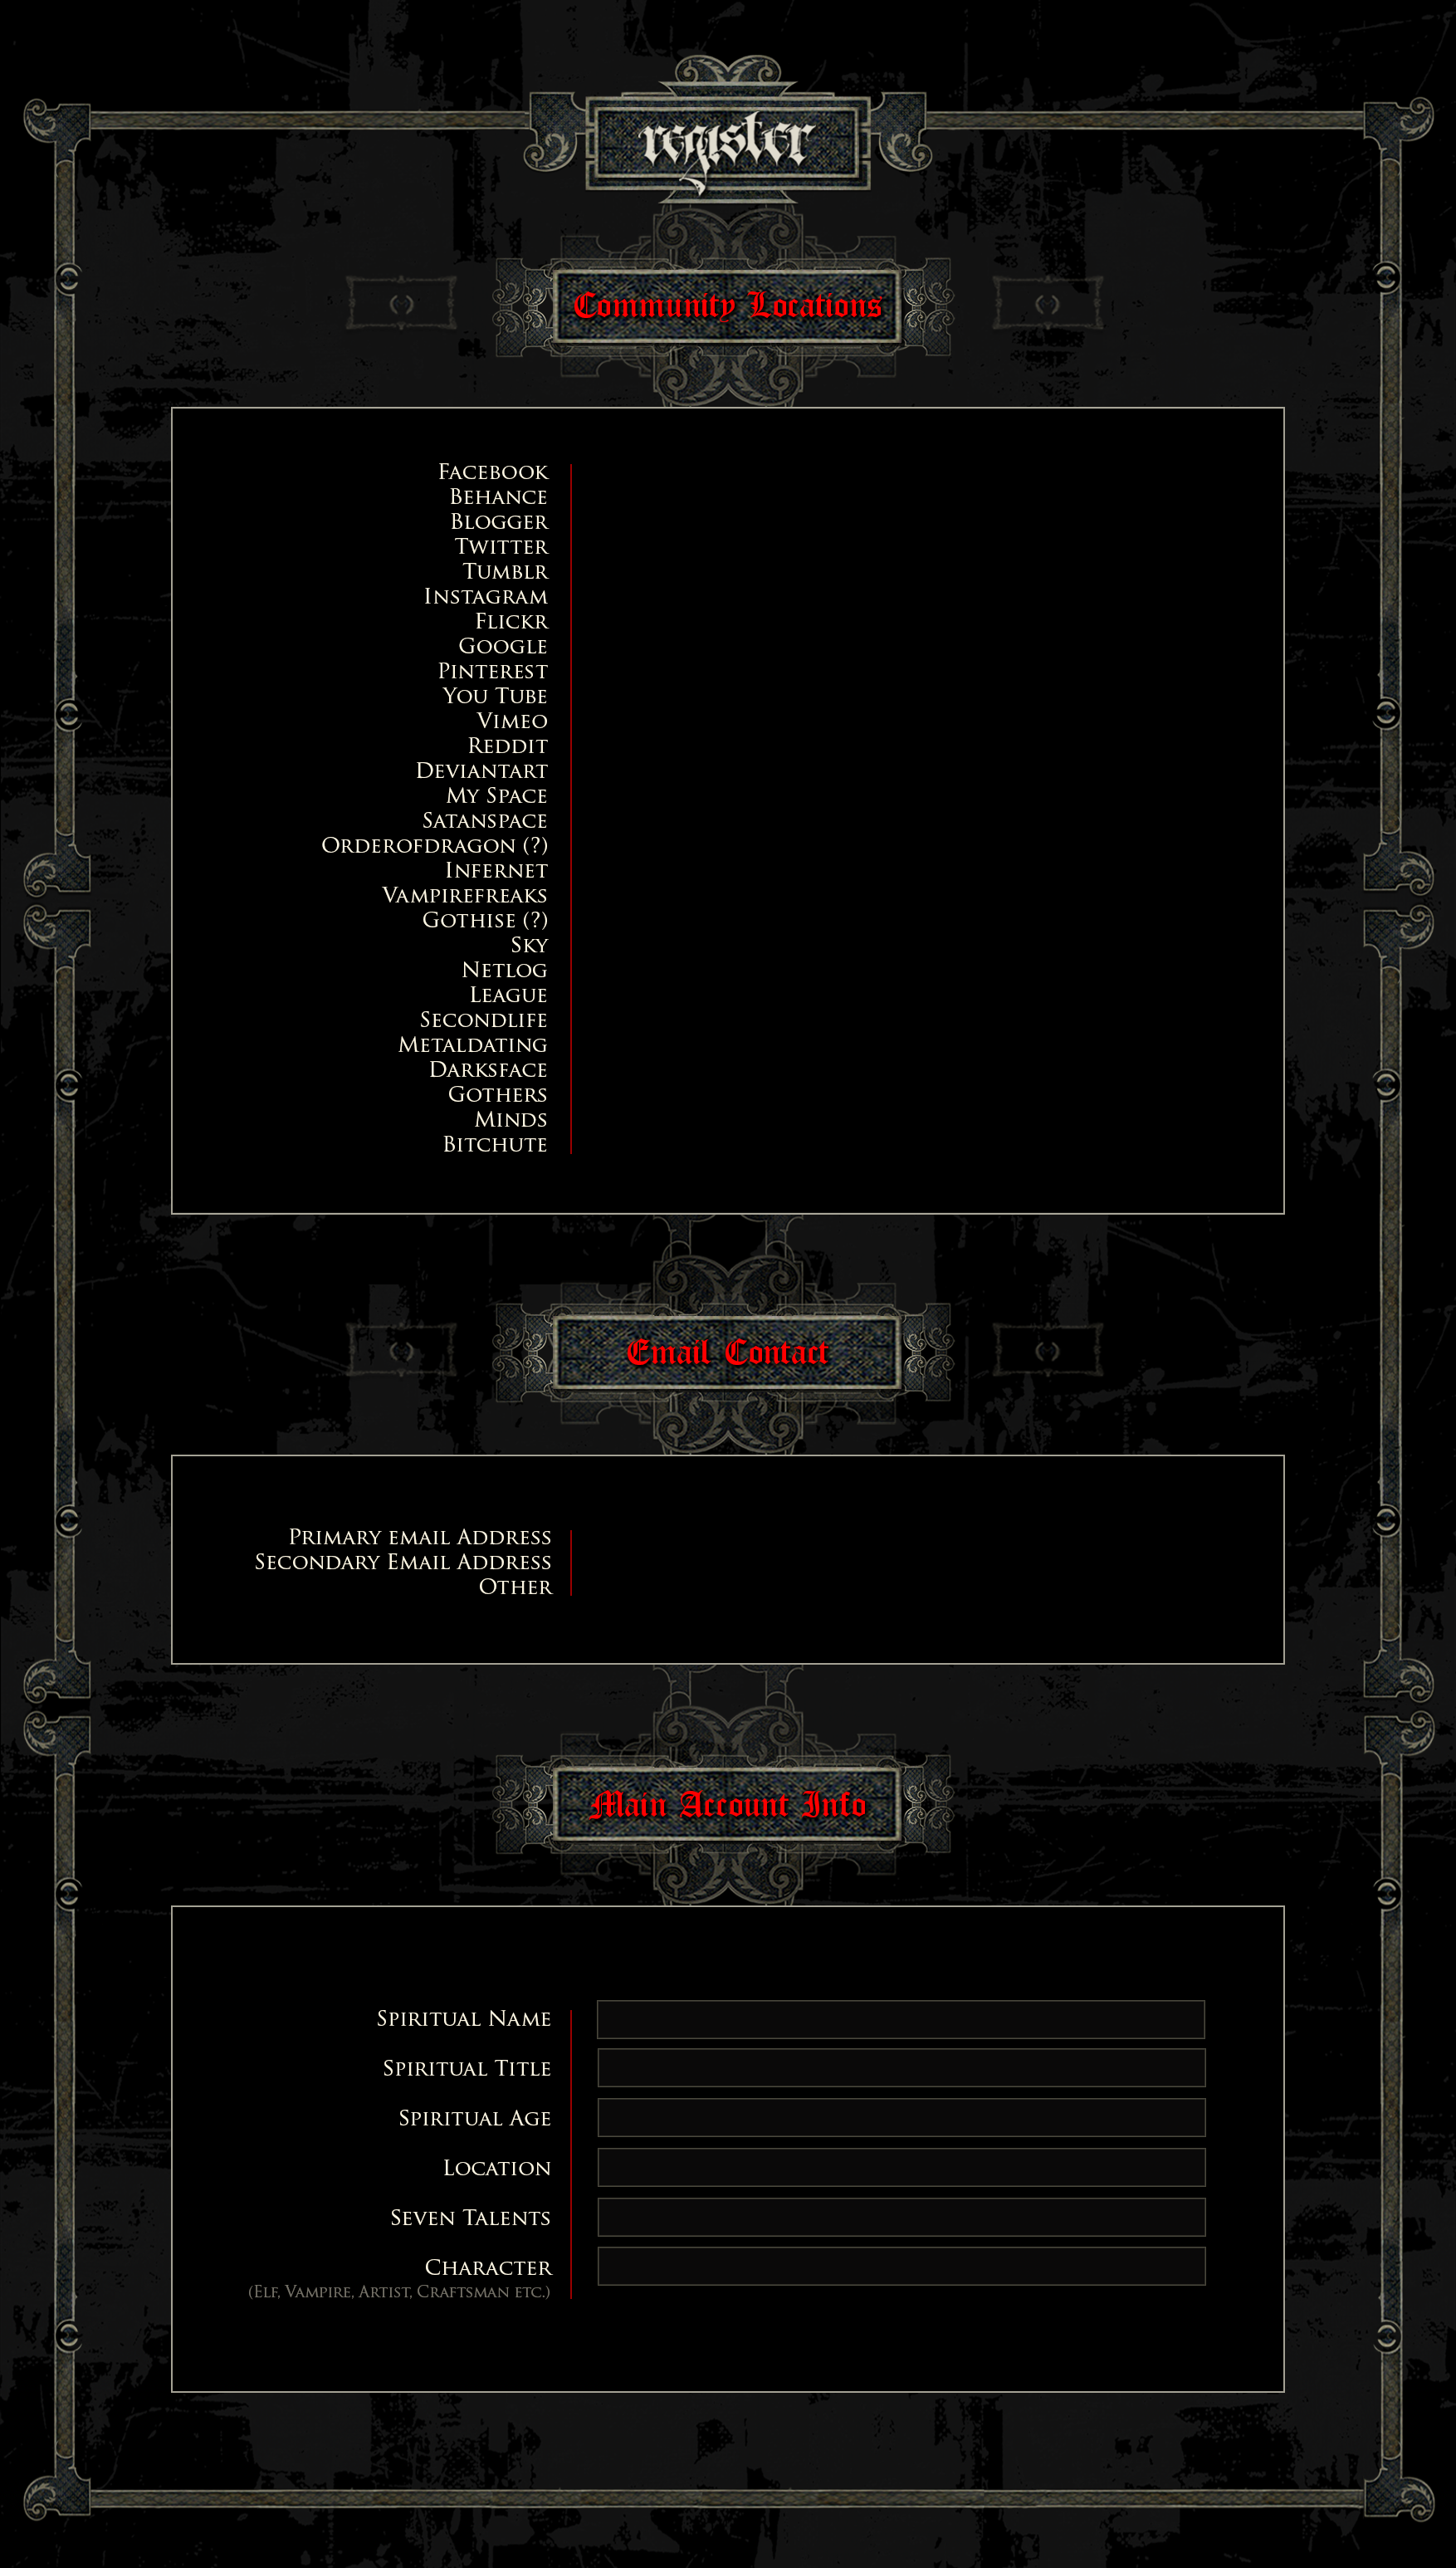 register
Community Locations
Facebook
Behance
Blogger
Twitter
Tumblr
Instagram
Flickr
Google
Pinterest
You Tube
Vimeo
Reddit
Deviantart
My Space
Satanspace
Orderofdragon (?)
Infernet
Vampirefreaks
Gothise (?)
Sky
Netlog
League
Secondlife
Metaldating
Darksface
Gothers
Minds
Bitchute
Email Contact
Primary email Address
Secondary Email Address
Other
Main Account Info
Spiritual Name
Spiritual Title
Spiritual Age
Location
Seven Talents
Character
(Elf, Vampire, Artist, Craftsman etc.)